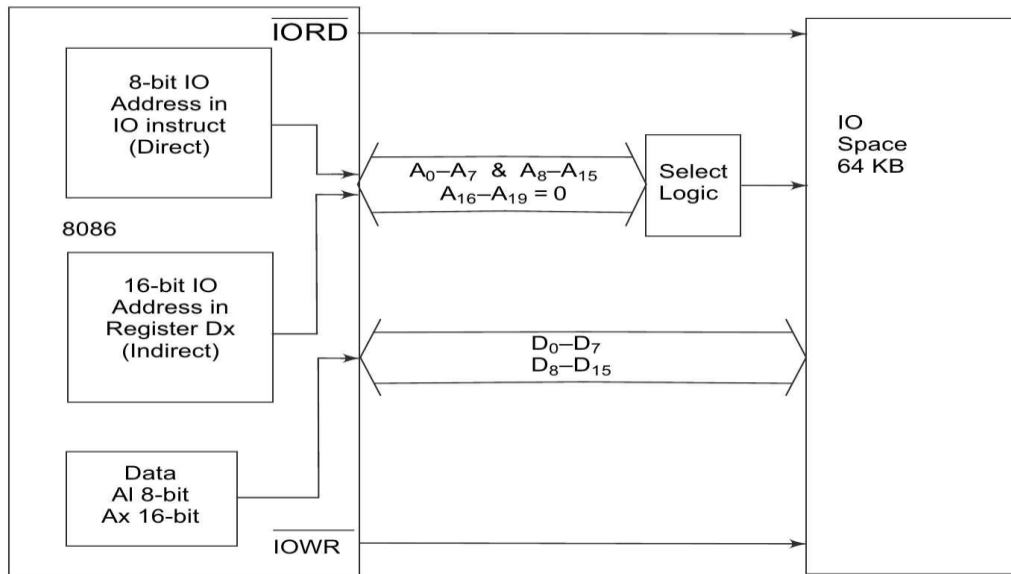 IORD
8-bit IO
Address in
IO instruct
(Direct)
A0–A7 & A8–A15
A16–A19 = 0
Select
Logic
IO
Space
64 KB
8086
16-bit IO
Address in
Register Dx
(Indirect)
D0–D7
D8–D15
Data
Al 8-bit
Ax 16-bit
IOWR